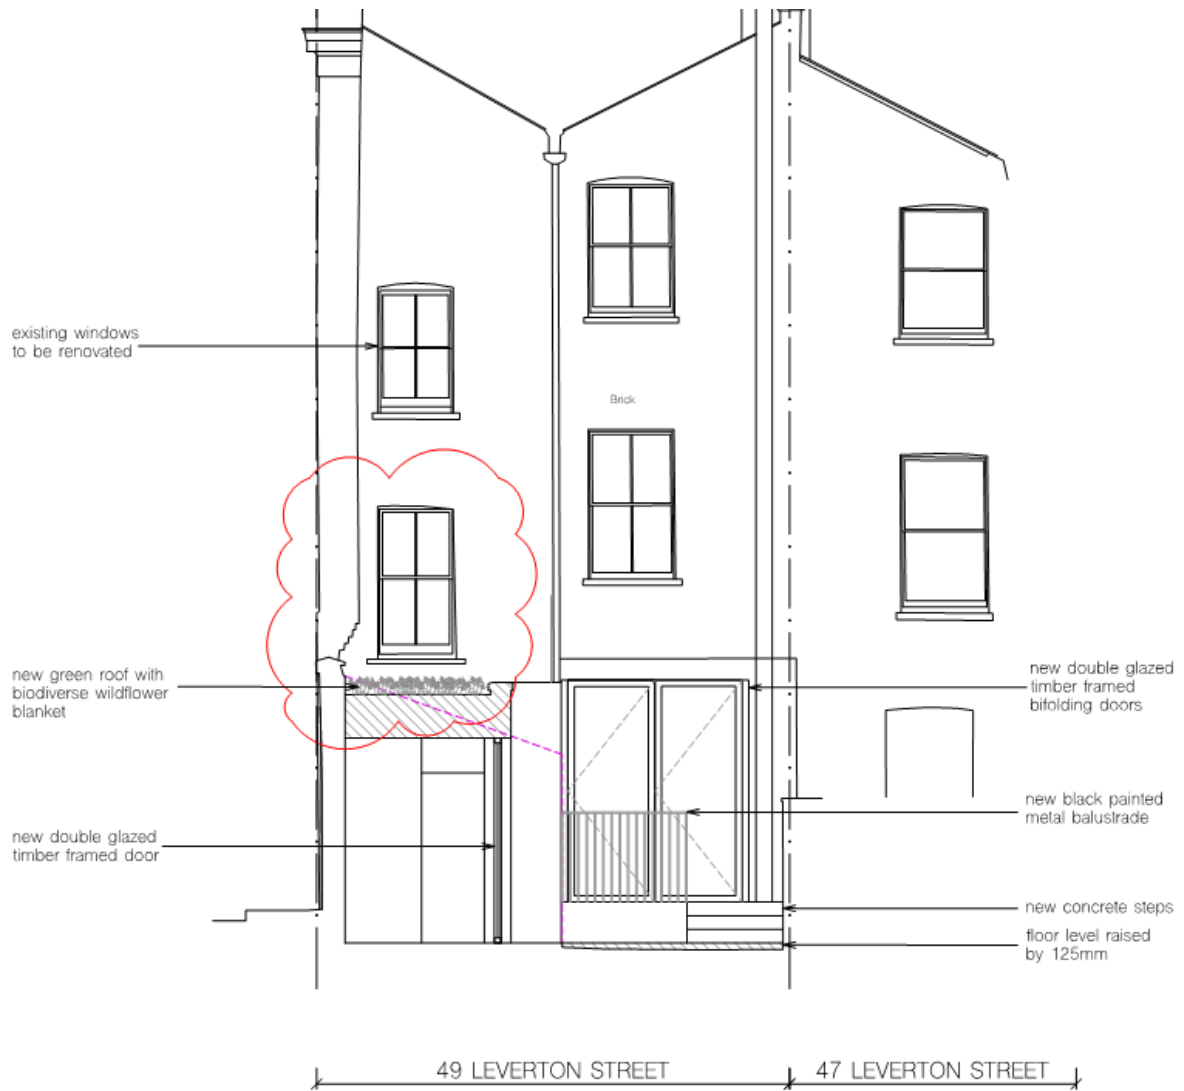 existing windows
to be renovated
Brick
new green roof with
biodiverse wildflower
blanket
new double glazed
timber framed
bifolding doors
new black painted
metal balustrade
new double glazed
timber framed door
new concrete steps
floor level raised
by 125mm
49 LEVERTON STREET
47 LEVERTON STREET